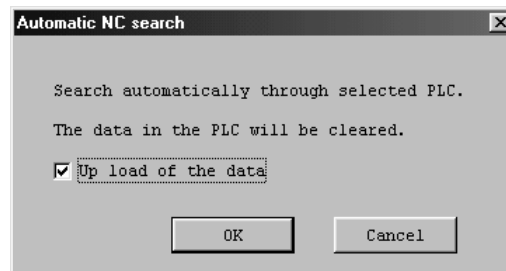 Automatic NC search
Search automatically through selected PLC.
The data in the PLC will be cleared.
Up load of the data
OK Cancel